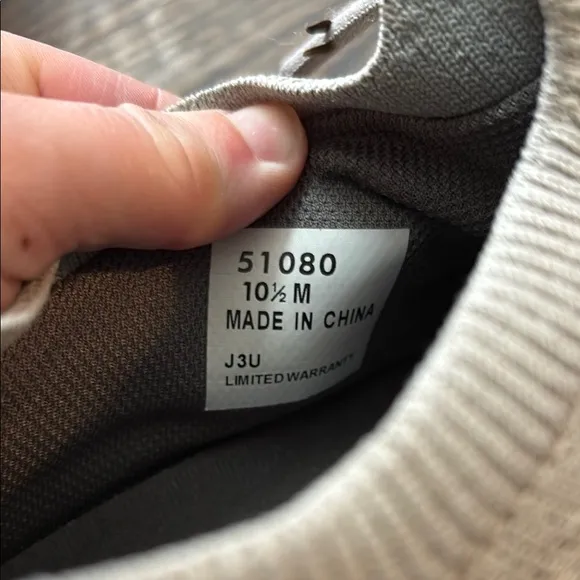 51080
10½ M
MADE IN CHINA
J3U
LIMITED WARRANTY